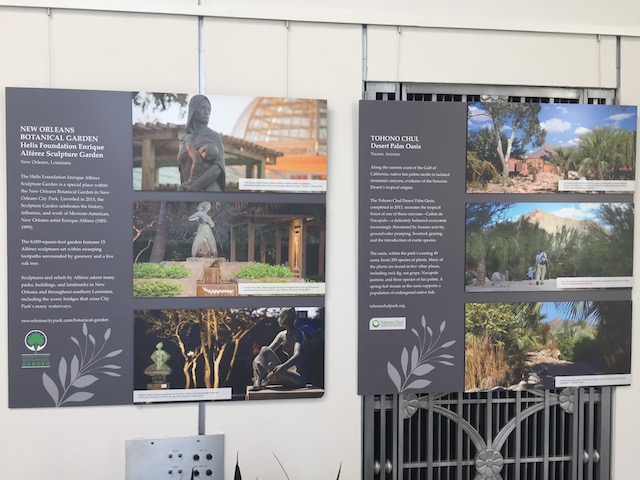 NEW ORLEANS
BOTANICAL GARDEN
Helis Foundation Enrique
Alférez Sculpture Garden
New Orleans, Louisiana
The Helis Foundation Enrique Alférez
Sculpture Garden is a special place within
the New Orleans Botanical Garden in New
Orleans City Park. Unveiled in 2015, the
Sculpture Garden celebrates the history,
influence, and work of Mexican-American,
New Orleans artist Enrique Alférez (1901-
1999).
The 8,000-square-foot garden features 15
Alférez sculptures set within sweeping
footpaths surrounded by greenery and a live
oak tree.
Sculptures and reliefs by Alférez adorn many
parks, buildings, and landmarks in New
Orleans and throughout southern Louisiana,
including the iconic bridges that cross City
Park's many waterways.
neworleanscitypark.com/botanical-garden
BOTANICAL
GARDEN
TOHONO CHUL
Desert Palm Oasis
Tucson, Arizona
Along the eastern coast of the Gulf of
California, native fan palms nestle in isolated
mountain canyons, evidence of the Sonoran
Desert's tropical origins.
The Tohono Chul Desert Palm Oasis,
completed in 2013, recreates the tropical
forest of one of these canyons—Cañón de
Nacapule—a delicately balanced ecosystem
increasingly threatened by human activity,
groundwater pumping, livestock grazing
and the introduction of exotic species.
The oasis, within the park's existing 49
acres, hosts 285 species of plants. Many of
the plants are found in few other places,
including rock fig, sea grape, Nacapule
jasmine, and three species of fan palms. A
spring-fed stream in the oasis supports a
population of endangered native fish.
tohonochulpark.org
Tohono Chul